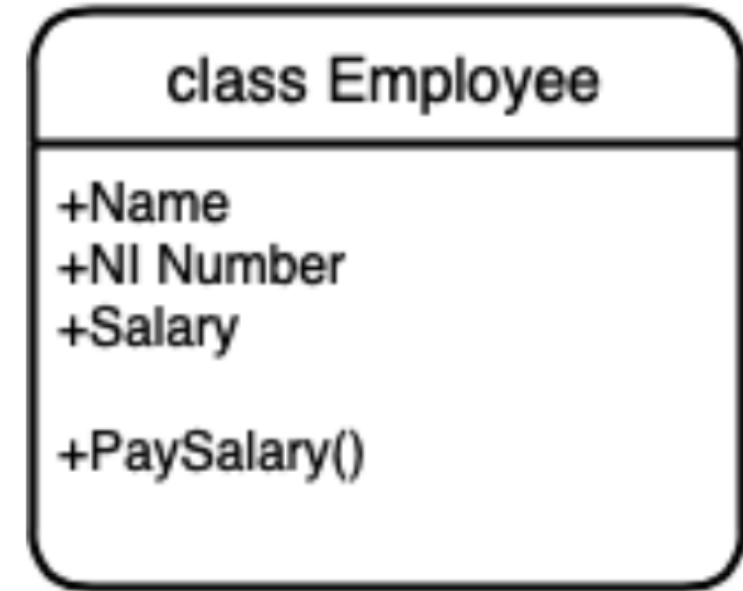 class Employee
+Name
+NI Number
+Salary
+PaySalary()